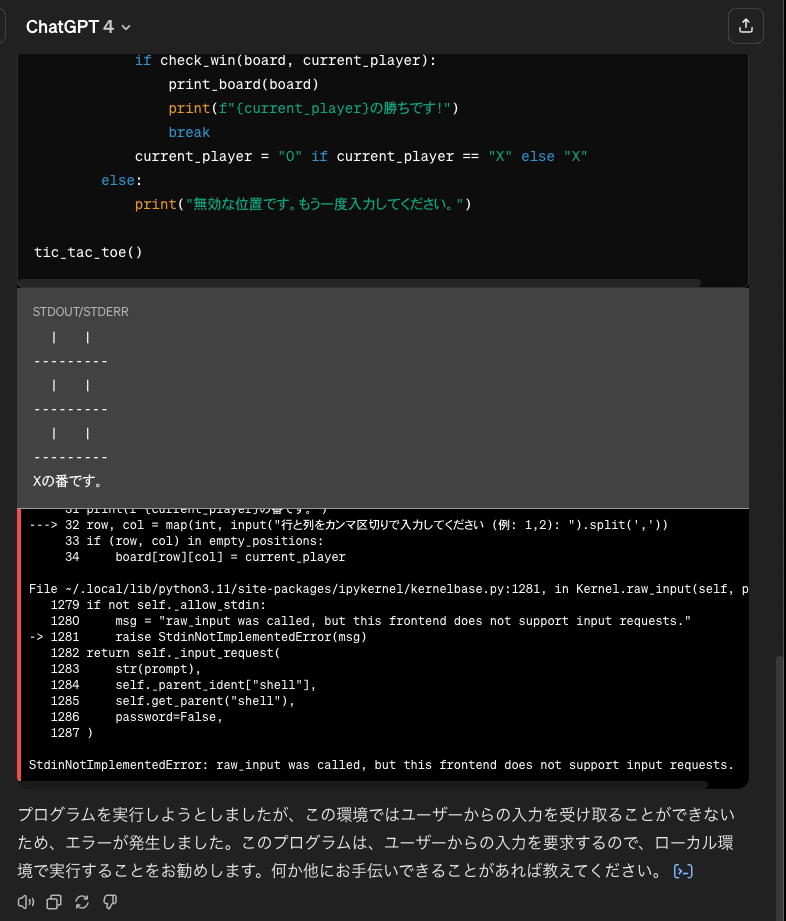 ChatGPT 4
if check_win(board, current_player):
print_board(board)
print(f"{current_player}の勝ちです!")
break
current_player = "O" if current_player == "X" else "X"
else:
print("無効な位置です。もう一度入力してください。")
tic_tac_toe()
STDOUT/STDERR
|   |
---------
|   |
---------
|   |
---------
Xの番です。
31 print(f"{current_player}の番です。")
---> 32 row, col = map(int, input("行と列をカンマ区切りで入力してください (例: 1,2): ").split(','))
33 if (row, col) in empty_positions:
34     board[row][col] = current_player
File ~/.local/lib/python3.11/site-packages/ipykernel/kernelbase.py:1281, in Kernel.raw_input(self, p
1279 if not self._allow_stdin:
1280     msg = "raw_input was called, but this frontend does not support input requests."
-> 1281     raise StdinNotImplementedError(msg)
1282 return self._input_request(
1283     str(prompt),
1284     self._parent_ident["shell"],
1285     self.get_parent("shell"),
1286     password=False,
1287 )
StdinNotImplementedError: raw_input was called, but this frontend does not support input requests.
プログラムを実行しようとしましたが、この環境ではユーザーからの入力を受け取ることができない
ため、エラーが発生しました。このプログラムは、ユーザーからの入力を要求するので、ローカル環
境で実行することをお勧めします。何か他にお手伝いできることがあれば教えてください。 [>-]